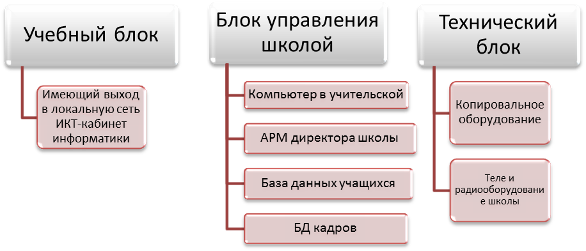 Учебный блок
Имеющий выход
в локальную сеть
ИКТ-кабинет
информатики
Блок управления
школой
Компьютер в учительской
АРМ директора школы
База данных учащихся
БД кадров
Технический
блок
Копировальное
оборудование
Теле и
радиооборудовани
е школы